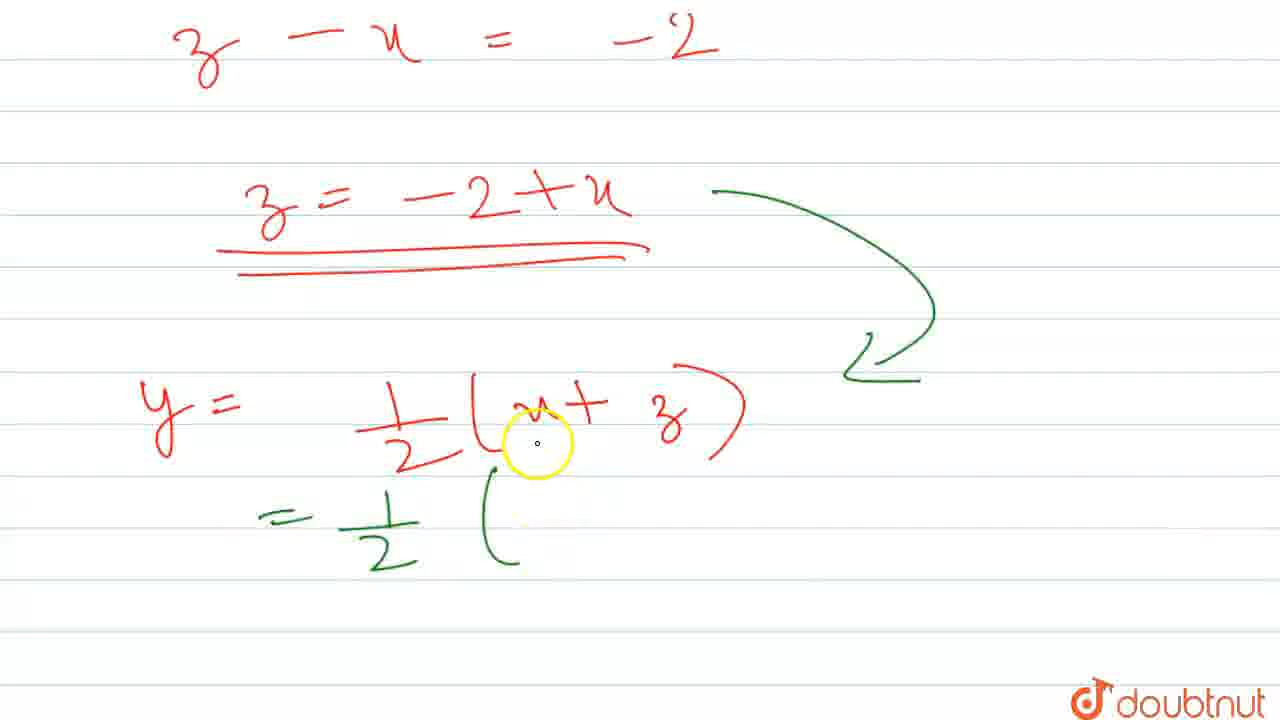 z - x = -2
z = -2 + x
y = 1/2 (x + z)
= 1/2 (
doubtnut